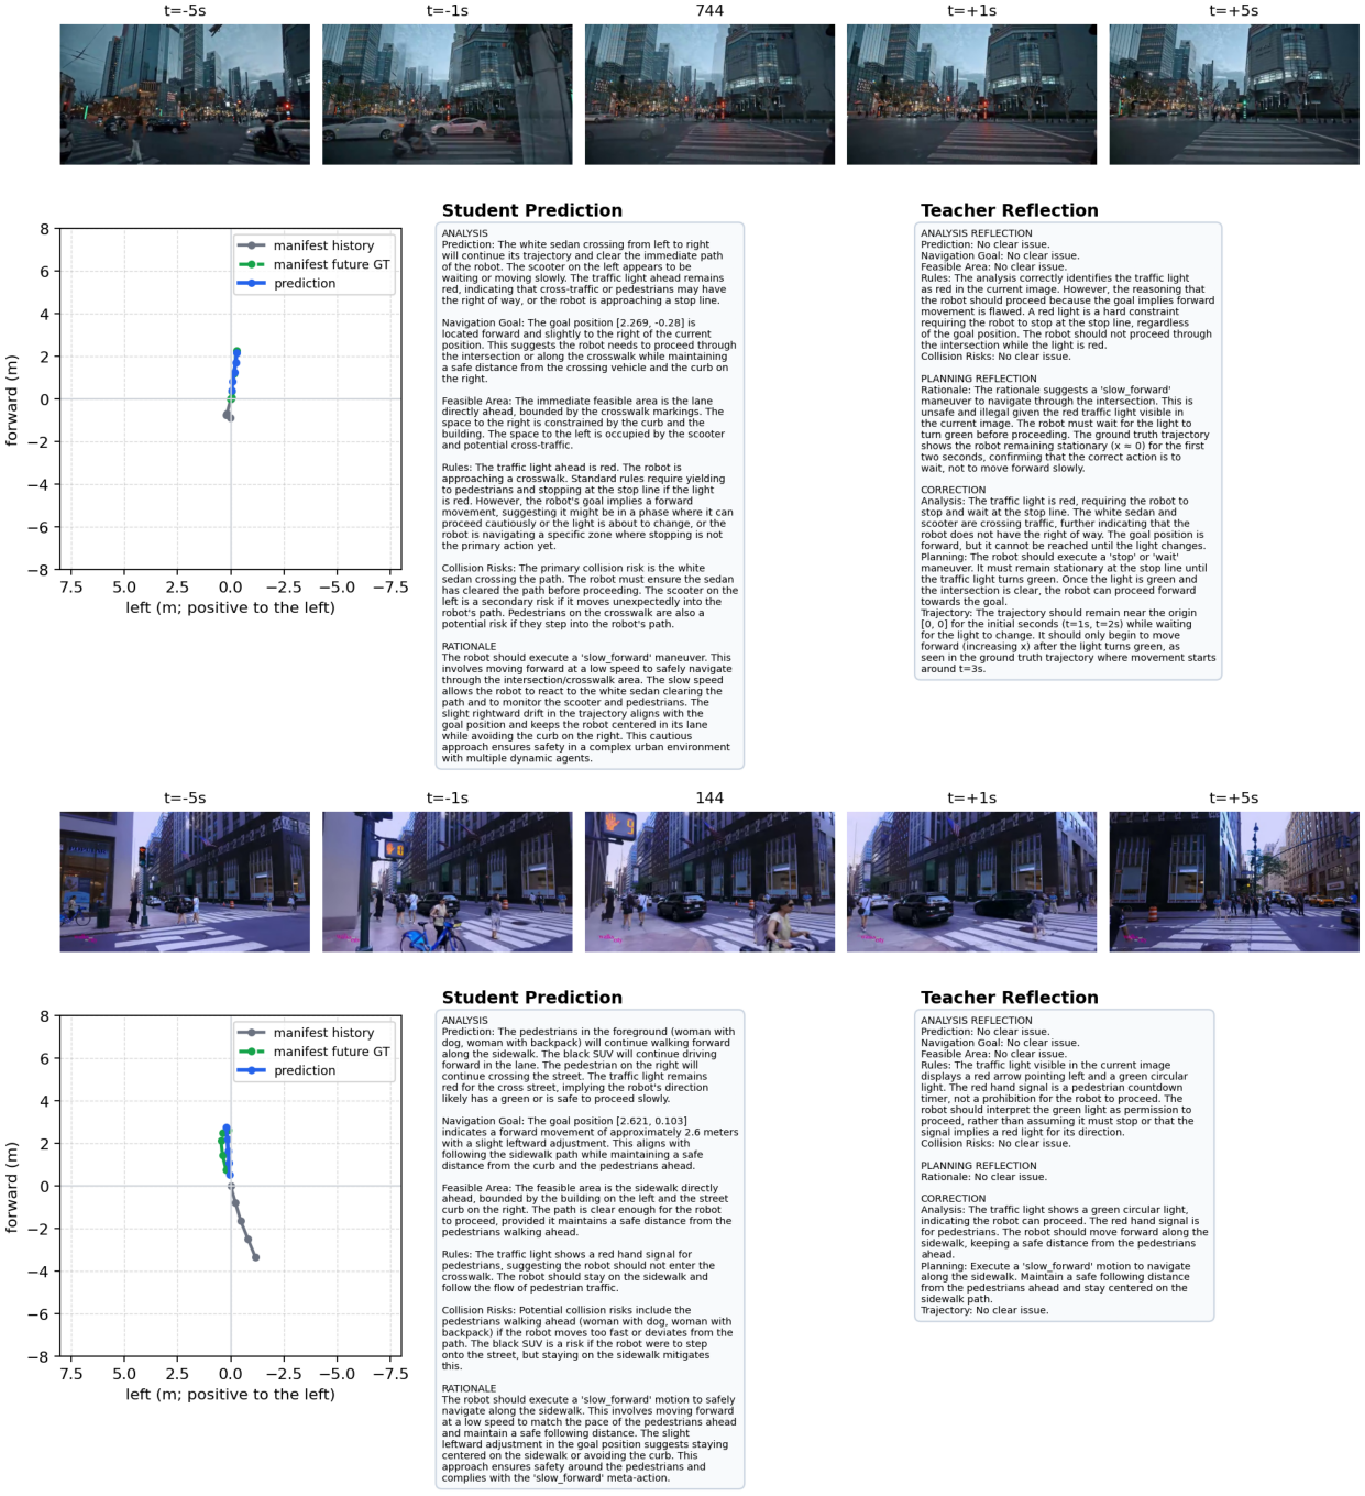 t=-5s
t=-1s
744
t=+1s
t=+5s
8
6
4
2
0
−2
−4
−6
−8
forward (m)
manifest history
manifest future GT
prediction
7.5
5.0
2.5
0.0
−2.5
−5.0
−7.5
left (m; positive to the left)
Student Prediction
ANALYSIS
Prediction: The white sedan crossing from left to right
will continue its trajectory and clear the immediate path
of the robot. The scooter on the left appears to be
waiting or moving slowly. The traffic light ahead remains
red, indicating that cross-traffic or pedestrians may have
the right of way, or the robot is approaching a stop line.
Navigation Goal: The goal position [2.269, -0.28] is
located forward and slightly to the right of the current
position. This suggests the robot needs to proceed through
the intersection or along the crosswalk while maintaining
a safe distance from the crossing vehicle and the curb on
the right.
Feasible Area: The immediate feasible area is the lane
directly ahead, bounded by the crosswalk markings. The
space to the right is constrained by the curb and the
building. The space to the left is occupied by the scooter
and potential cross-traffic.
Rules: The traffic light ahead is red. The robot is
approaching a crosswalk. Standard rules require yielding
to pedestrians and stopping at the stop line if the light
is red. However, the robot's goal implies a forward
movement, suggesting it might be in a phase where it can
proceed cautiously or the light is about to change, or the
robot is navigating a specific zone where stopping is not
the primary action yet.
Collision Risks: The primary collision risk is the white
sedan crossing the path. The robot must ensure the sedan
has cleared the path before proceeding. The scooter on the
left is a secondary risk if it moves unexpectedly into the
robot's path. Pedestrians on the crosswalk are also a
potential risk if they step into the robot's path.
RATIONALE
The robot should execute a 'slow_forward' maneuver. This
involves moving forward at a low speed to safely navigate
through the intersection/crosswalk area. The slow speed
allows the robot to react to the white sedan clearing the
path and to monitor the scooter and pedestrians. The
slight rightward drift in the trajectory aligns with the
goal position and keeps the robot centered in its lane
while avoiding the curb on the right. This cautious
approach ensures safety in a complex urban environment
with multiple dynamic agents.
Teacher Reflection
ANALYSIS REFLECTION
Prediction: No clear issue.
Navigation Goal: No clear issue.
Feasible Area: No clear issue.
Rules: The analysis correctly identifies the traffic light
as red in the current image. However, the reasoning that
the robot should proceed because the goal implies forward
movement is flawed. A red light is a hard constraint
requiring the robot to stop at the stop line, regardless
of the goal position. The robot should not proceed through
the intersection while the light is red.
Collision Risks: No clear issue.
PLANNING REFLECTION
Rationale: The rationale suggests a 'slow_forward'
maneuver to navigate through the intersection. This is
unsafe and illegal given the red traffic light visible in
the current image. The robot must wait for the light to
turn green before proceeding. The ground truth trajectory
shows the robot remaining stationary (x ≈ 0) for the first
two seconds, confirming that the correct action is to
wait, not to move forward slowly.
CORRECTION
Analysis: The traffic light is red, requiring the robot to
stop and wait at the stop line. The white sedan and
scooter are crossing traffic, further indicating that the
robot does not have the right of way. The goal position is
forward, but it cannot be reached until the light changes.
Planning: The robot should execute a 'stop' or 'wait'
maneuver. It must remain stationary at the stop line until
the traffic light turns green. Once the light is green and
the intersection is clear, the robot can proceed forward
towards the goal.
Trajectory: The trajectory should remain near the origin
[0, 0] for the initial seconds (t=1s, t=2s) while waiting
for the light to change. It should only begin to move
forward (increasing x) after the light turns green, as
seen in the ground truth trajectory where movement starts
around t=3s.
t=-5s
t=-1s
144
t=+1s
t=+5s
8
6
4
2
0
−2
−4
−6
−8
forward (m)
manifest history
manifest future GT
prediction
7.5
5.0
2.5
0.0
−2.5
−5.0
−7.5
left (m; positive to the left)
Student Prediction
ANALYSIS
Prediction: The pedestrians in the foreground (woman with
dog, woman with backpack) will continue walking forward
along the sidewalk. The black SUV will continue driving
forward in the lane. The pedestrian on the right will
continue crossing the street. The traffic light remains
red for the cross street, implying the robot's direction
likely has a green or is safe to proceed slowly.
Navigation Goal: The goal position [2.621, 0.103]
indicates a forward movement of approximately 2.6 meters
with a slight leftward adjustment. This aligns with
following the sidewalk path while maintaining a safe
distance from the curb and the pedestrians ahead.
Feasible Area: The feasible area is the sidewalk directly
ahead, bounded by the building on the left and the street
curb on the right. The path is clear enough for the robot
to proceed, provided it maintains a safe distance from the
pedestrians walking ahead.
Rules: The traffic light shows a red hand signal for
pedestrians, suggesting the robot should not enter the
crosswalk. The robot should stay on the sidewalk and
follow the flow of pedestrian traffic.
Collision Risks: Potential collision risks include the
pedestrians walking ahead (woman with dog, woman with
backpack) if the robot moves too fast or deviates from the
path. The black SUV is a risk if the robot were to step
onto the street, but staying on the sidewalk mitigates
this.
RATIONALE
The robot should execute a 'slow_forward' motion to safely
navigate along the sidewalk. This involves moving forward
at a low speed to match the pace of the pedestrians ahead
and maintain a safe following distance. The slight
leftward adjustment in the goal position suggests staying
centered on the sidewalk or avoiding the curb. This
approach ensures safety around the pedestrians and
complies with the 'slow_forward' meta-action.
Teacher Reflection
ANALYSIS REFLECTION
Prediction: No clear issue.
Navigation Goal: No clear issue.
Feasible Area: No clear issue.
Rules: The traffic light visible in the current image
displays a red arrow pointing left and a green circular
light. The red hand signal is a pedestrian countdown
timer, not a prohibition for the robot to proceed. The
robot should interpret the green light as permission to
proceed, rather than assuming it must stop or that the
signal implies a red light for its direction.
Collision Risks: No clear issue.
PLANNING REFLECTION
Rationale: No clear issue.
CORRECTION
Analysis: The traffic light shows a green circular light,
indicating the robot can proceed. The red hand signal is
for pedestrians. The robot should move forward along the
sidewalk, keeping a safe distance from the pedestrians
ahead.
Planning: Execute a 'slow_forward' motion to navigate
along the sidewalk. Maintain a safe following distance
from the pedestrians ahead and stay centered on the
sidewalk path.
Trajectory: No clear issue.